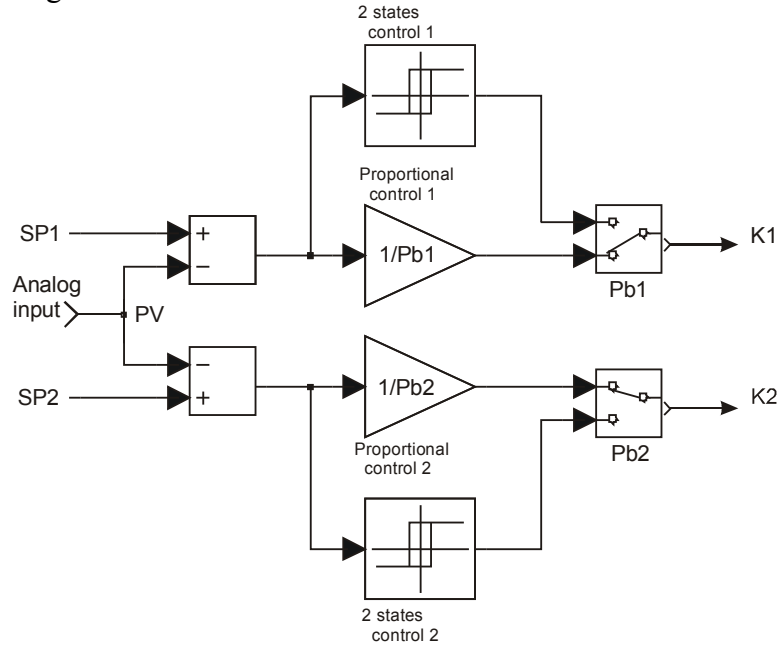 2 states
control 1
Proportional
control 1
SP1
+
−
1/Pb1
K1
Pb1
Analog
input
PV
−
+
SP2
1/Pb2
K2
Pb2
Proportional
control 2
2 states
control 2